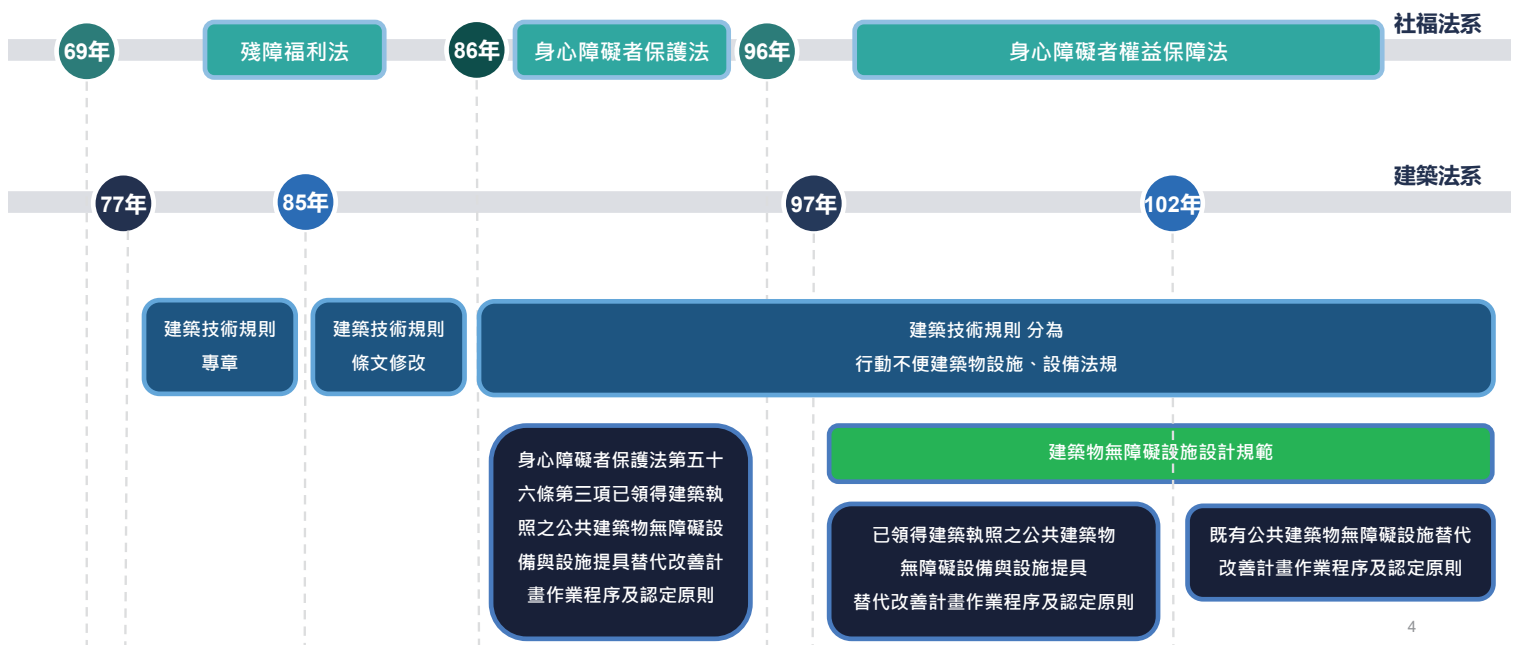 社福法系
69年
殘障福利法
86年
身心障礙者保護法
96年
身心障礙者權益保障法
建築法系
77年
85年
97年
102年
建築技術規則
專章
建築技術規則
條文修改
建築技術規則 分為
行動不便建築物設施、設備法規
身心障礙者保護法第五十
六條第三項已領得建築執
照之公共建築物無障礙設
備與設施提具替代改善計
畫作業程序及認定原則
建築物無障礙設施設計規範
已領得建築執照之公共建築物
無障礙設備與設施提具
替代改善計畫作業程序及認定原則
既有公共建築物無障礙設施替代
改善計畫作業程序及認定原則
4